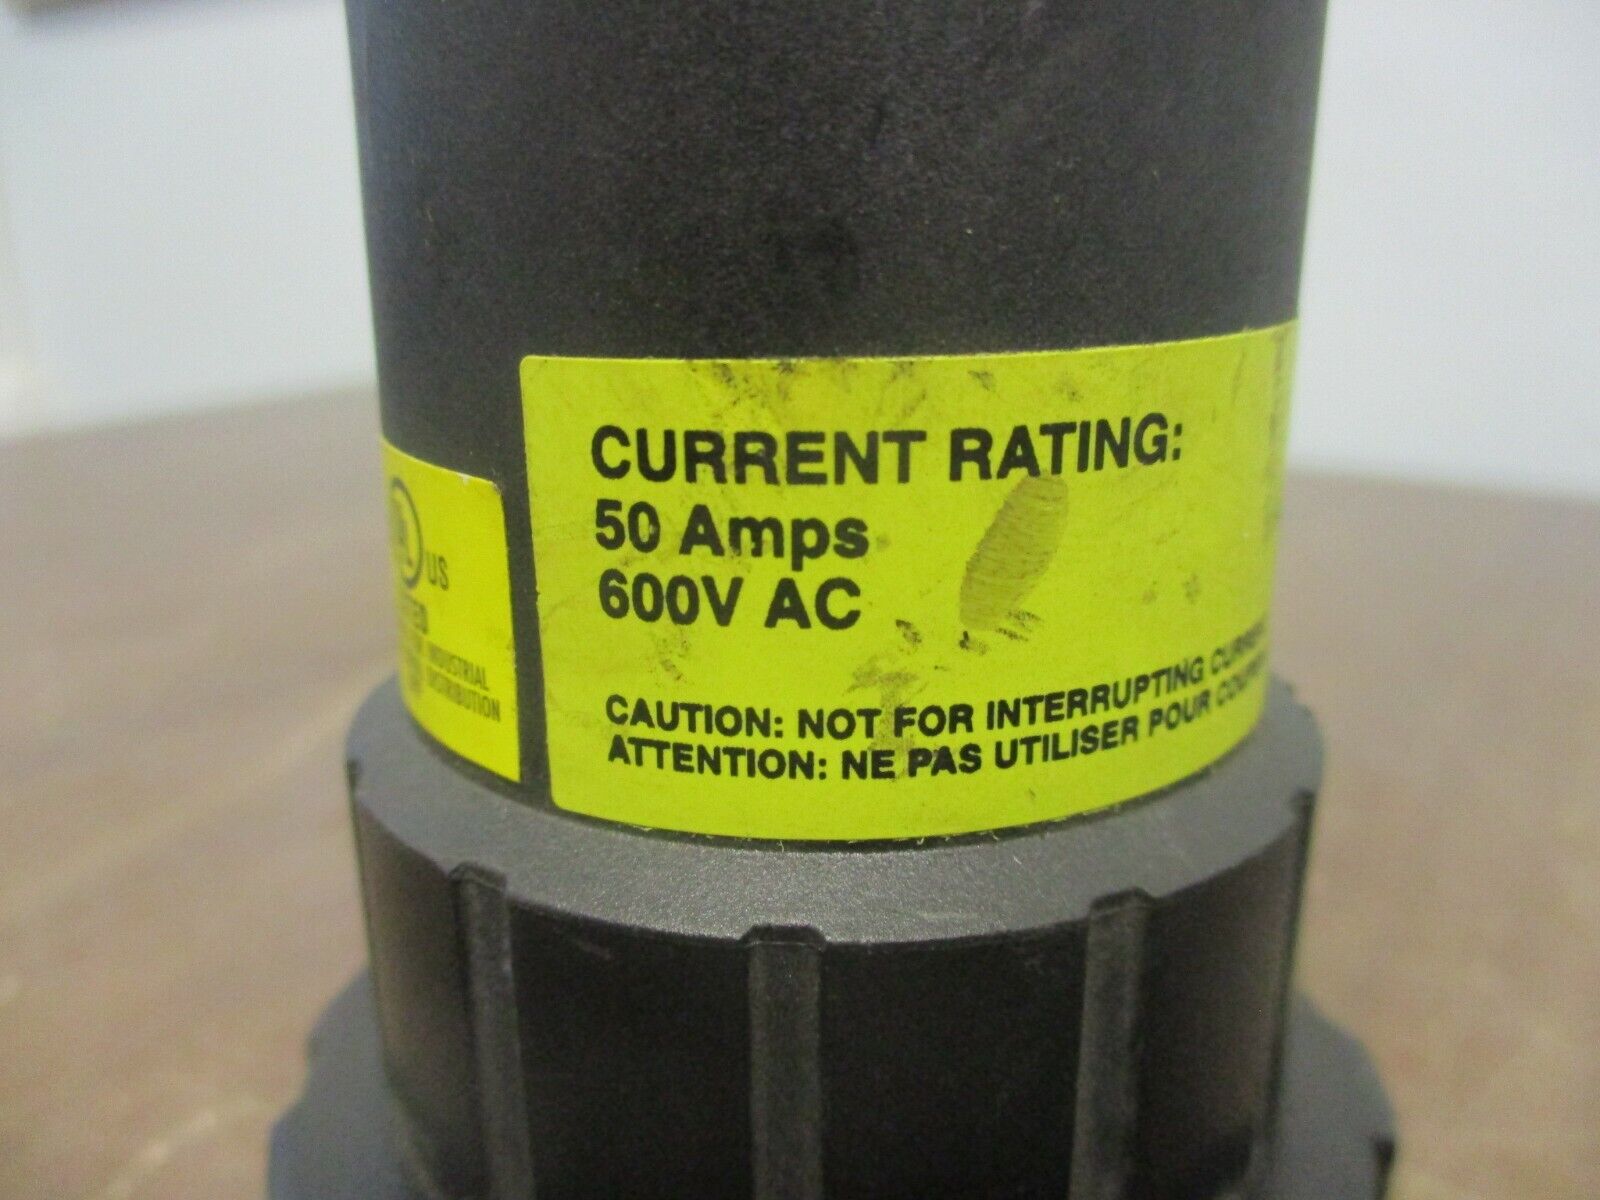 CURRENT RATING:
50 Amps
600V AC
CAUTION: NOT FOR INTERRUPTING
ATTENTION: NE PAS UTILISER POUR
US
INDUSTRIAL
DISTRIBUTION